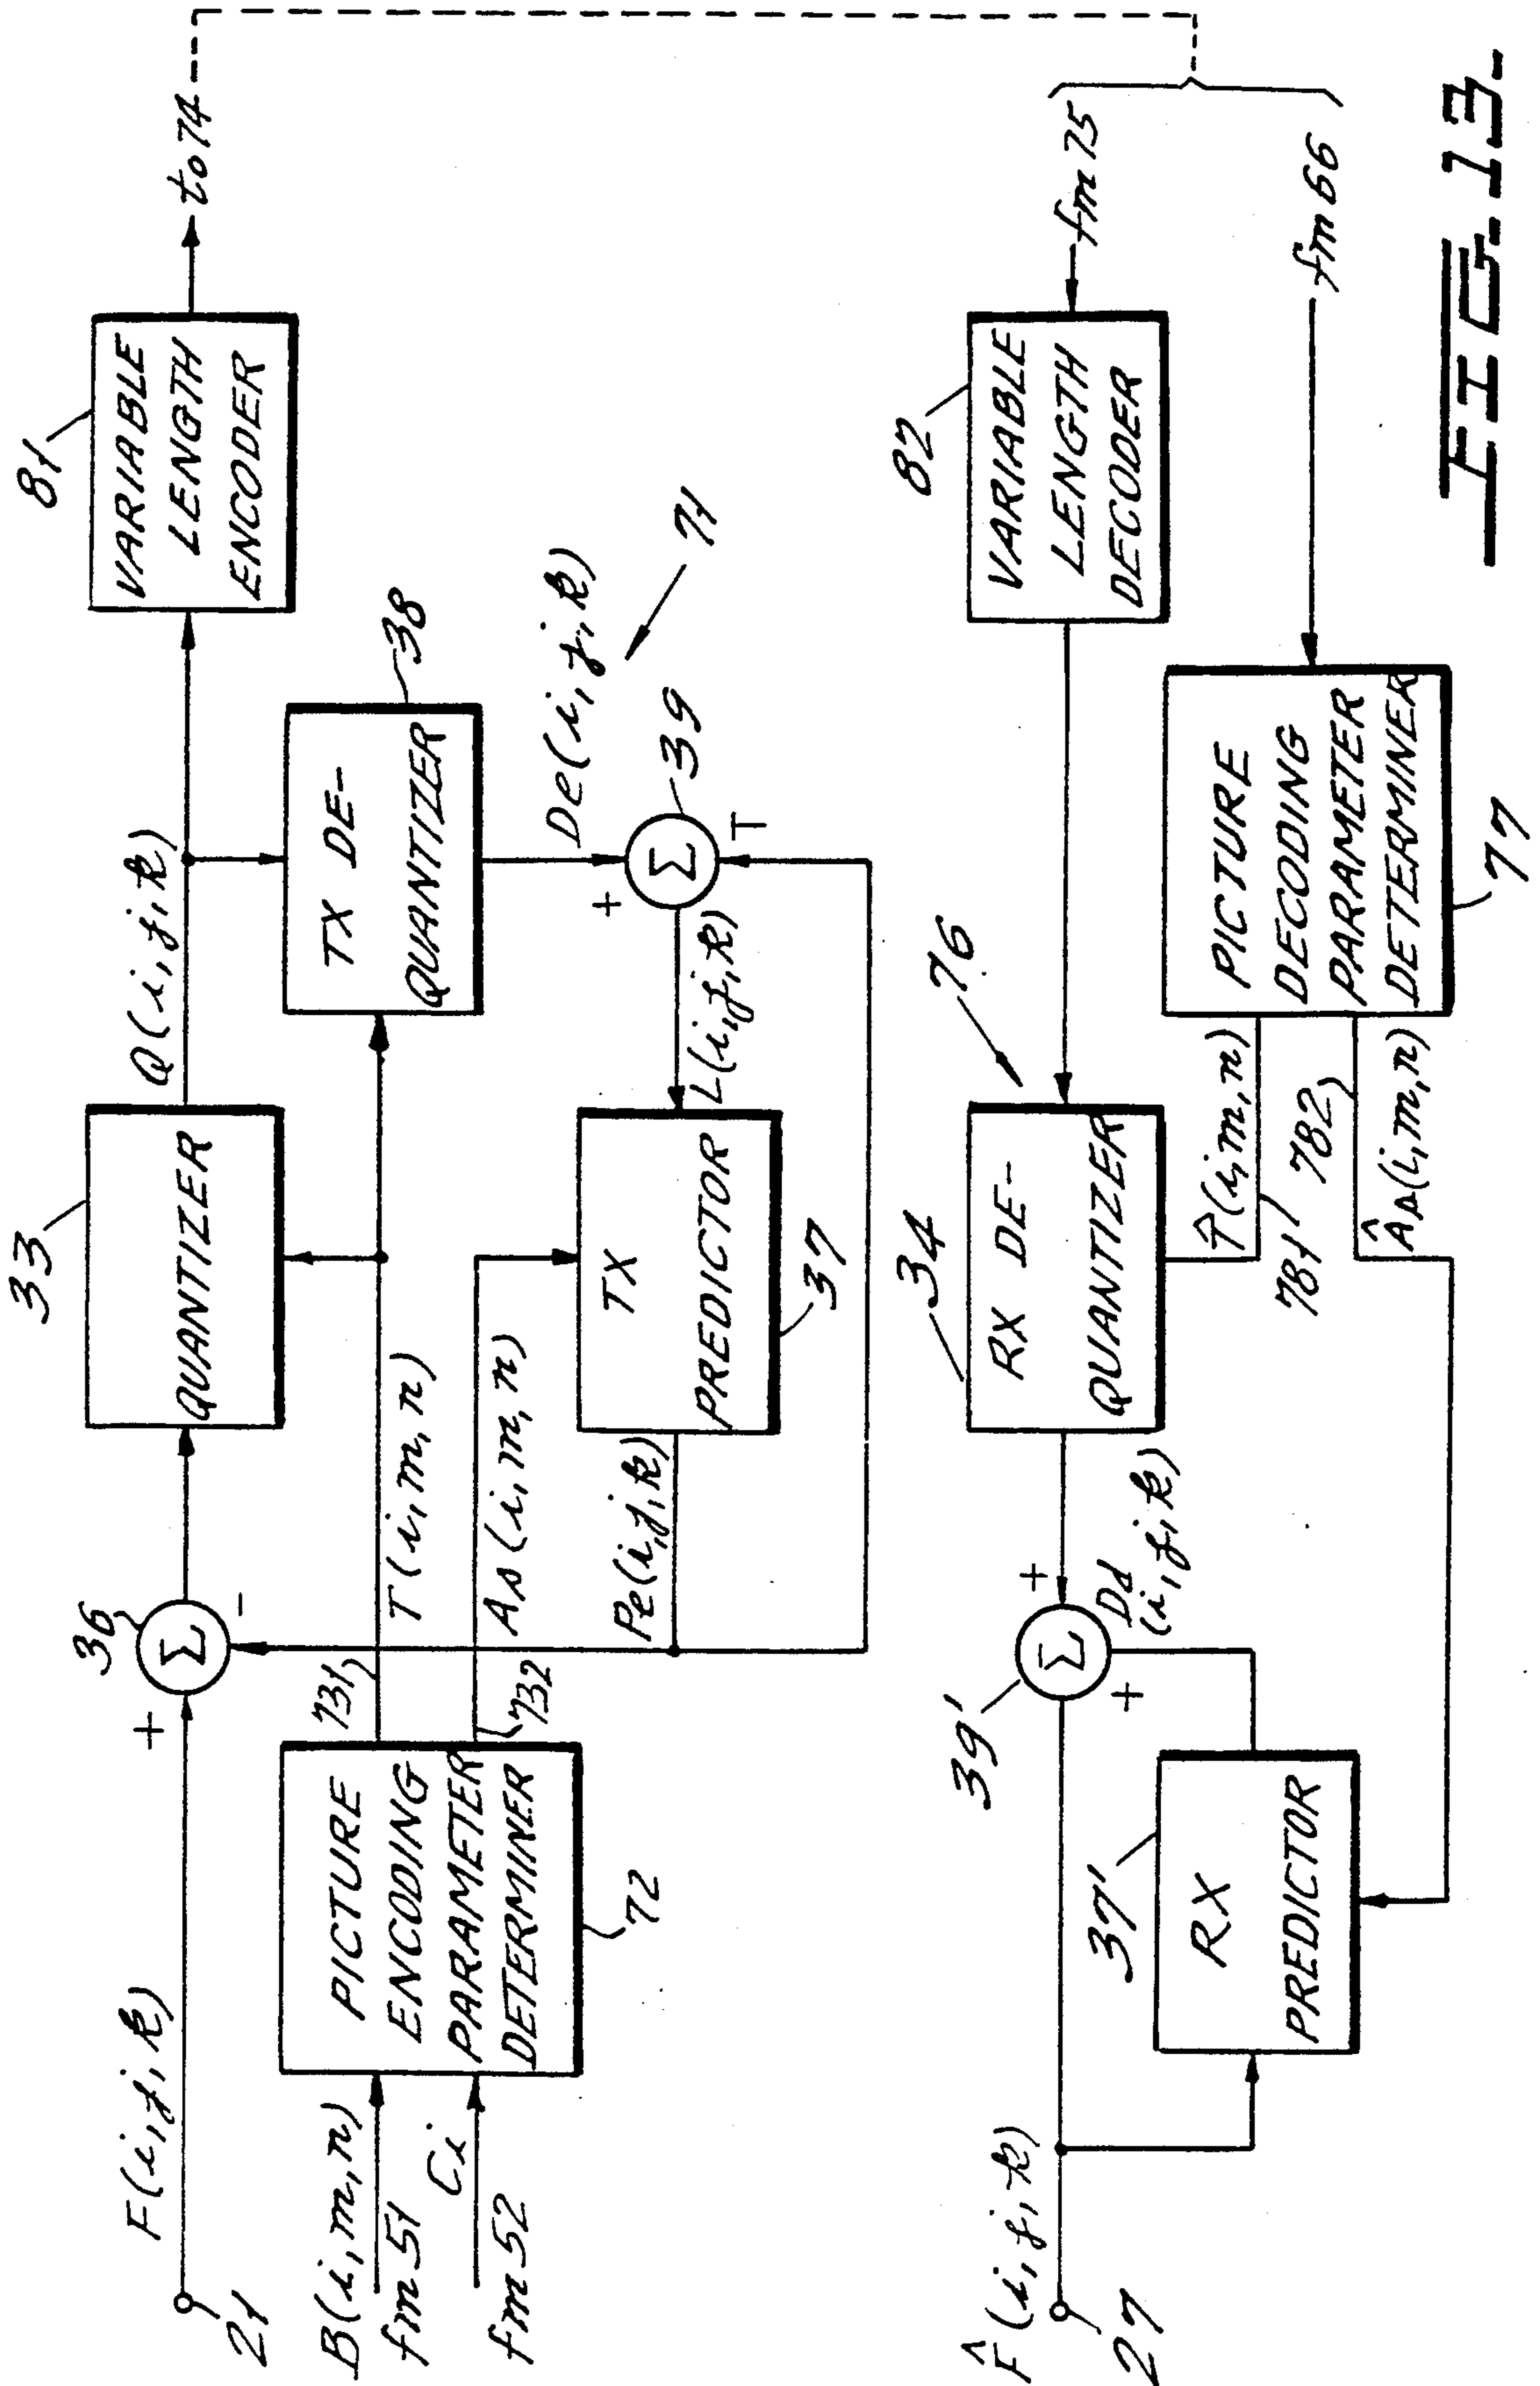 F(i,j,k)
21
+
36
-
33
QUANTIZER
Q(i,j,k)
81
VARIABLE
LENGTH
ENCODER
to 74
B(i,m,n)
fm 51
Ci
fm 52
PICTURE
ENCODING
PARAMETER
DETERMINER
72
731
732
T(i,m,n)
As(i,m,n)
Pe(i,j,k)
TX
PREDICTOR
37
TX DE-
QUANTIZER
38
De(i,j,k)
71
+
Σ
39
+
L(i,j,k)
Σ
F̂(i,j,k)
27
RX
PREDICTOR
37'
39'
Σ
+
+
Dd
(i,j,k)
34
RX DE-
QUANTIZER
76
82
VARIABLE
LENGTH
DECODER
fm 75
T̂(i,m,n)
781
782
Âs(i,m,n)
PICTURE
DECODING
PARAMETER
DETERMINER
77
fm 66
FIG. 13.